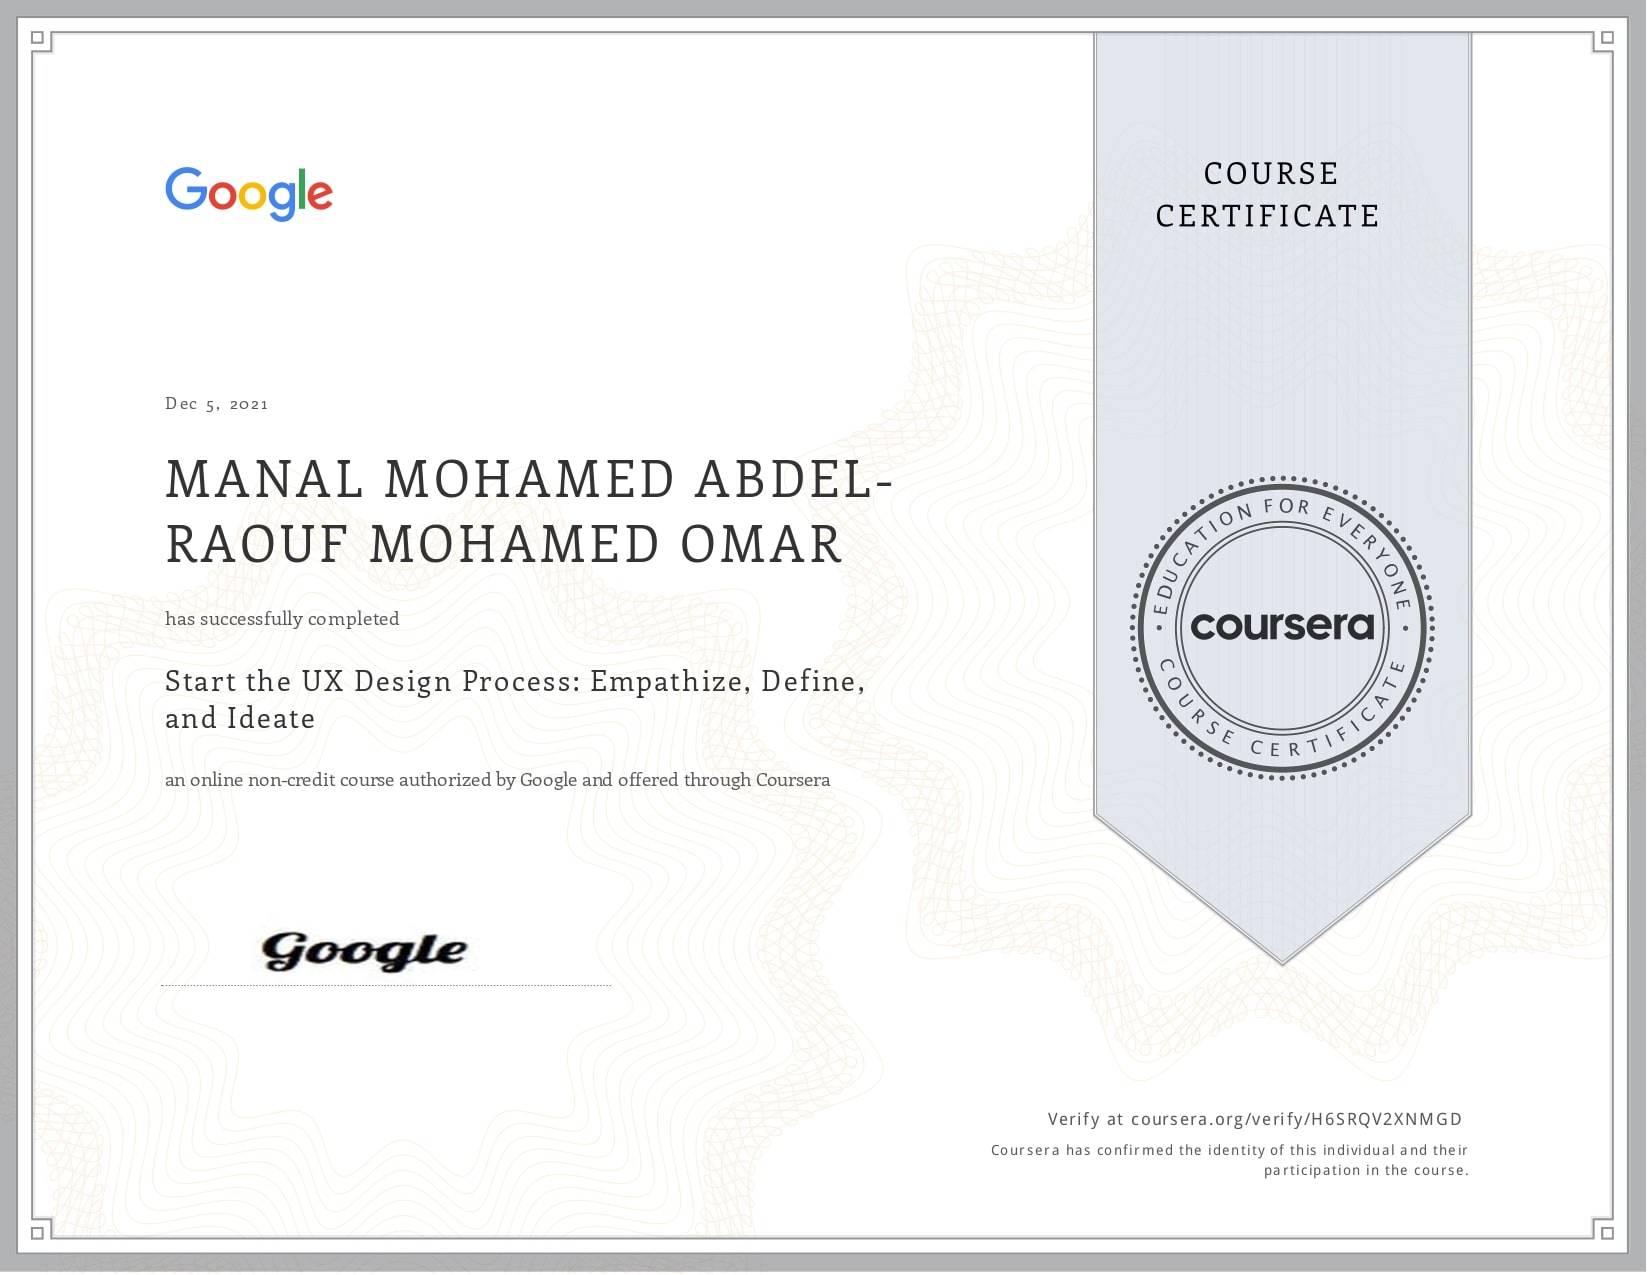 Google
COURSE
CERTIFICATE
Dec 5, 2021
MANAL MOHAMED ABDEL-
RAOUF MOHAMED OMAR
has successfully completed
Start the UX Design Process: Empathize, Define,
and Ideate
an online non-credit course authorized by Google and offered through Coursera
EDUCATION FOR EVERYONE
coursera
COURSE CERTIFICATE
Google
Verify at coursera.org/verify/H6SRQV2XNMGD
Coursera has confirmed the identity of this individual and their
participation in the course.